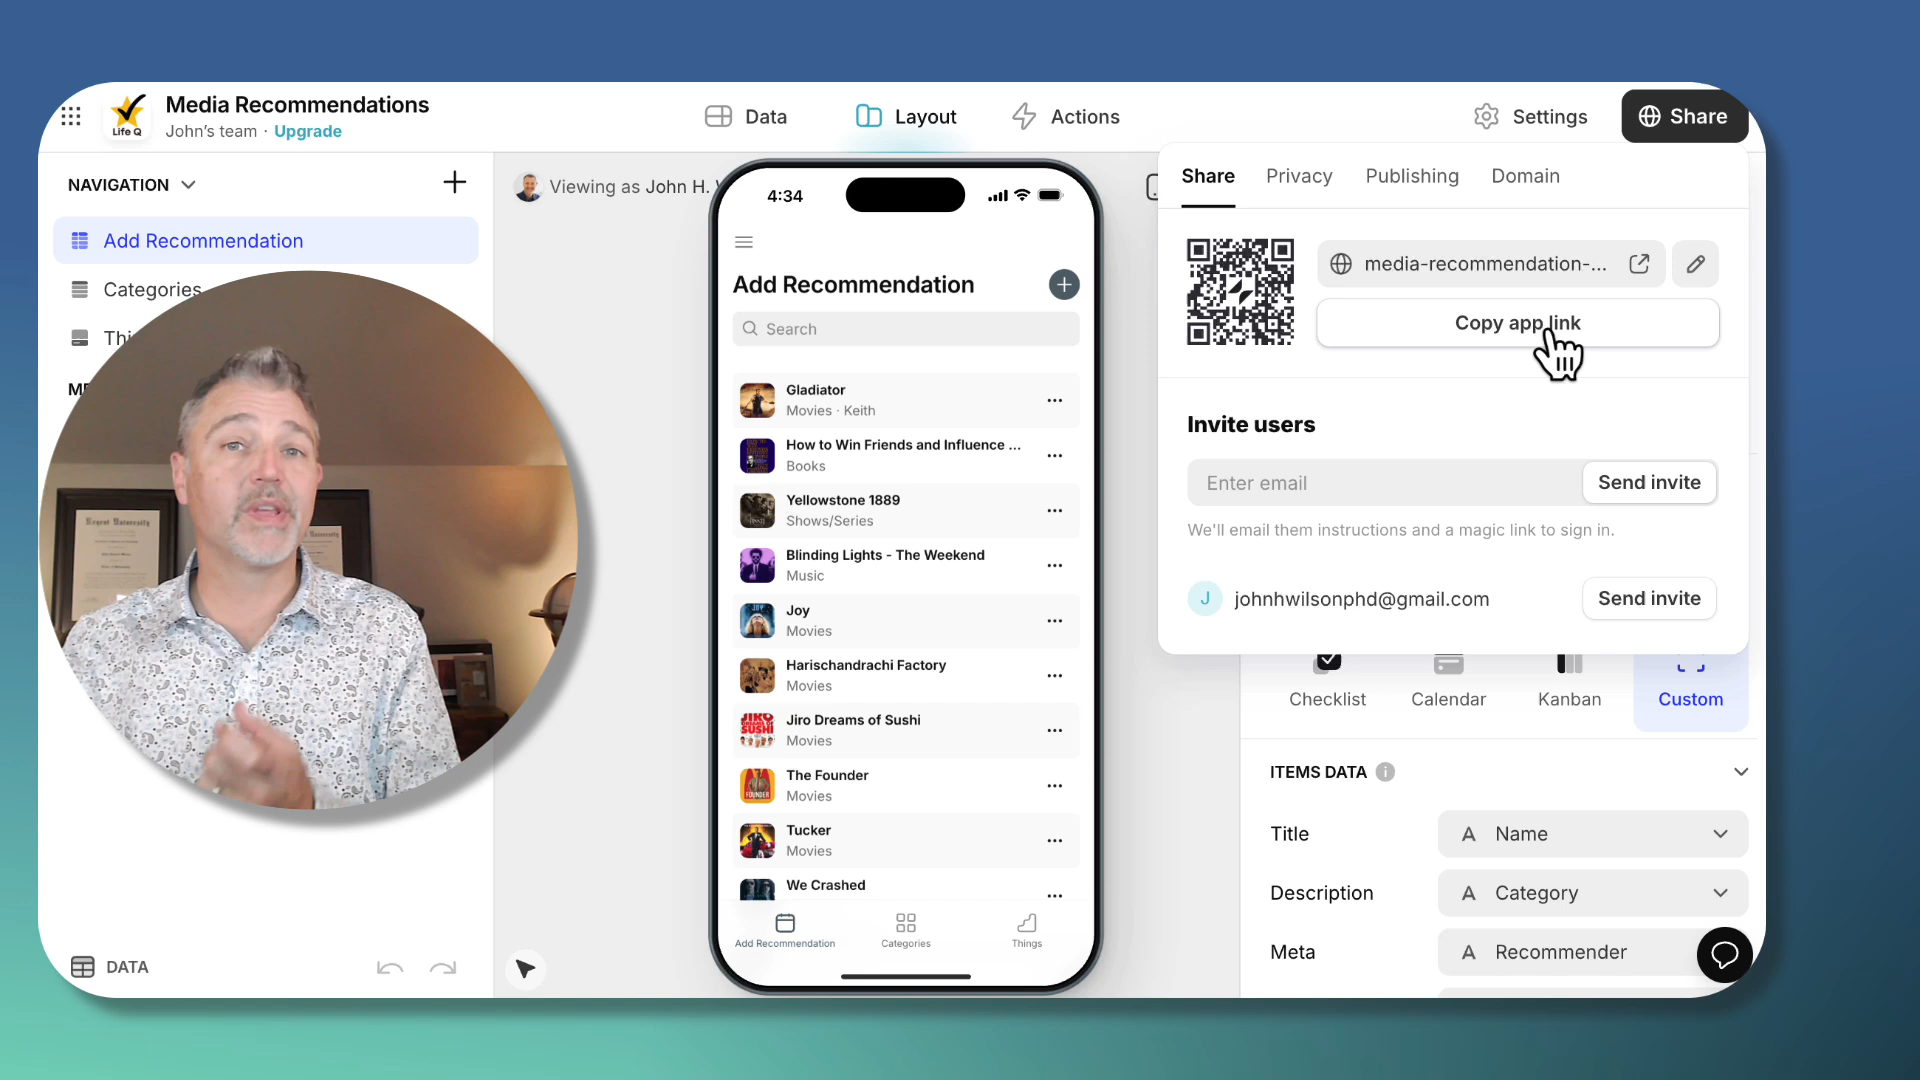 Media Recommendations
John's team · Upgrade
Life Q
Data
Layout
Actions
Settings
Share
NAVIGATION
Add Recommendation
Categories
DATA
Viewing as John H.
4:34
Add Recommendation
Search
Gladiator
Movies · Keith
How to Win Friends and Influence ...
Books
Yellowstone 1889
Shows/Series
Blinding Lights - The Weekend
Music
Joy
Movies
Harischandrachi Factory
Movies
Jiro Dreams of Sushi
Movies
The Founder
Movies
Tucker
Movies
We Crashed
Add Recommendation
Categories
Things
Share
Privacy
Publishing
Domain
media-recommendation-...
Copy app link
Invite users
Enter email
Send invite
We'll email them instructions and a magic link to sign in.
J
johnhwilsonphd@gmail.com
Send invite
Checklist
Calendar
Kanban
Custom
ITEMS DATA
Title
A Name
Description
A Category
Meta
A Recommender